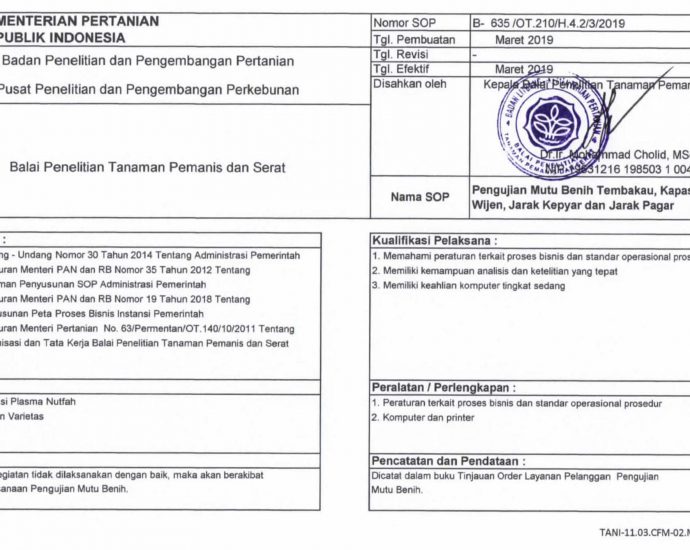 MENTERIAN PERTANIAN
PUBLIK INDONESIA
Badan Penelitian dan Pengembangan Pertanian
Pusat Penelitian dan Pengembangan Perkebunan
Balai Penelitian Tanaman Pemanis dan Serat
Nomor SOP B- 635 /OT.210/H.4.2/3/2019
Tgl. Pembuatan Maret 2019
Tgl. Revisi -
Tgl. Efektif Maret 2019
Disahkan oleh Kepala Balai Penelitian Tanaman Peman
Dr.Ir. Mohammad Cholid, MS
NIP. 19631216 198503 1 004
Nama SOP Pengujian Mutu Benih Tembakau, Kapas
Wijen, Jarak Kepyar dan Jarak Pagar
:
ng - Undang Nomor 30 Tahun 2014 Tentang Administrasi Pemerintah
uran Menteri PAN dan RB Nomor 35 Tahun 2012 Tentang
man Penyusunan SOP Administrasi Pemerintah
uran Menteri PAN dan RB Nomor 19 Tahun 2018 Tentang
usunan Peta Proses Bisnis Instansi Pemerintah
uran Menteri Pertanian No. 63/Permentan/OT.140/10/2011 Tentang
nisasi dan Tata Kerja Balai Penelitian Tanaman Pemanis dan Serat
Kualifikasi Pelaksana :
1. Memahami peraturan terkait proses bisnis dan standar operasional pros
2. Memiliki kemampuan analisis dan ketelitian yang tepat
3. Memiliki keahlian komputer tingkat sedang
si Plasma Nutfah
n Varietas
Peralatan / Perlengkapan :
1. Peraturan terkait proses bisnis dan standar operasional prosedur
2. Komputer dan printer
egiatan tidak dilaksanakan dengan baik, maka akan berakibat
sanaan Pengujian Mutu Benih.
Pencatatan dan Pendataan :
Dicatat dalam buku Tinjauan Order Layanan Pelanggan Pengujian
Mutu Benih.
TANI-11.03.CFM-02.M